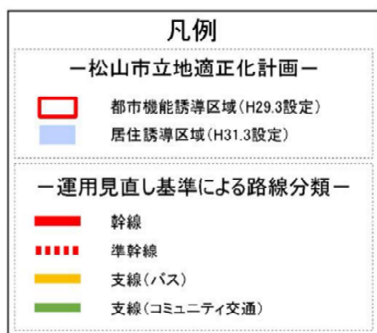 凡例
ー松山市立地適正化計画ー
都市機能誘導区域(H29.3設定)
居住誘導区域(H31.3設定)
ー運用見直し基準による路線分類ー
幹線
準幹線
支線(バス)
支線(コミュニティ交通)